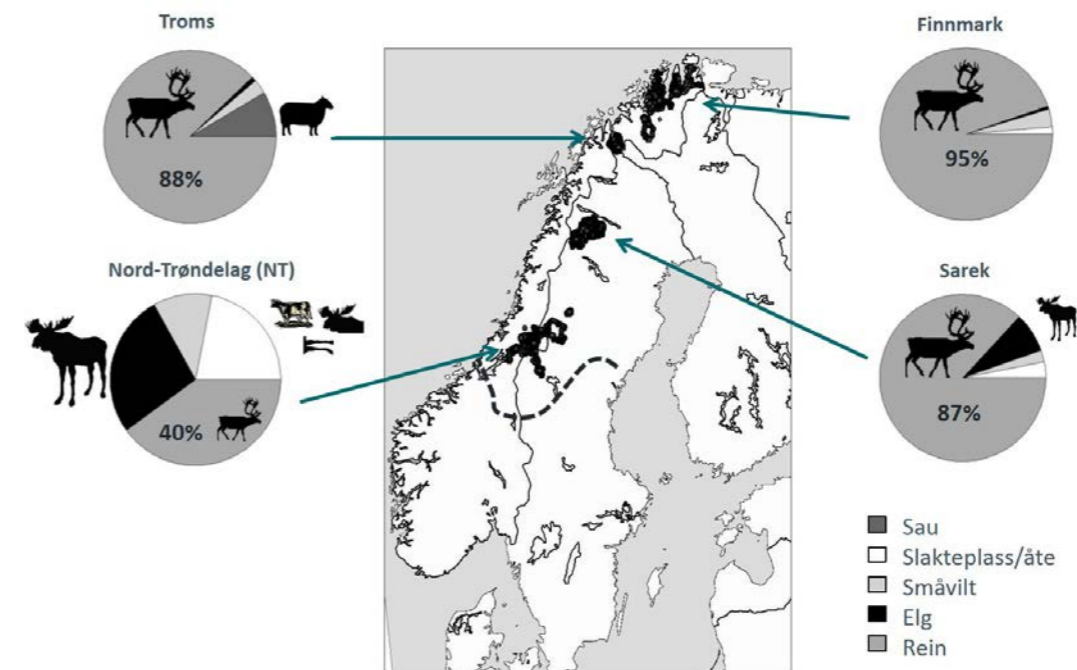 Troms
88%
Finnmark
95%
Nord-Trøndelag (NT)
40%
Sarek
87%
Sau
Slakteplass/åte
Småvilt
Elg
Rein